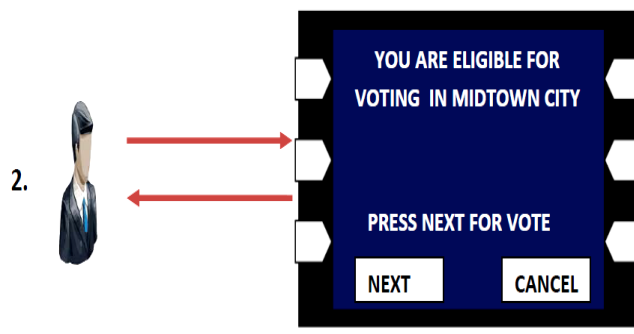 YOU ARE ELIGIBLE FOR
VOTING IN MIDTOWN CITY
2.
PRESS NEXT FOR VOTE
NEXT CANCEL